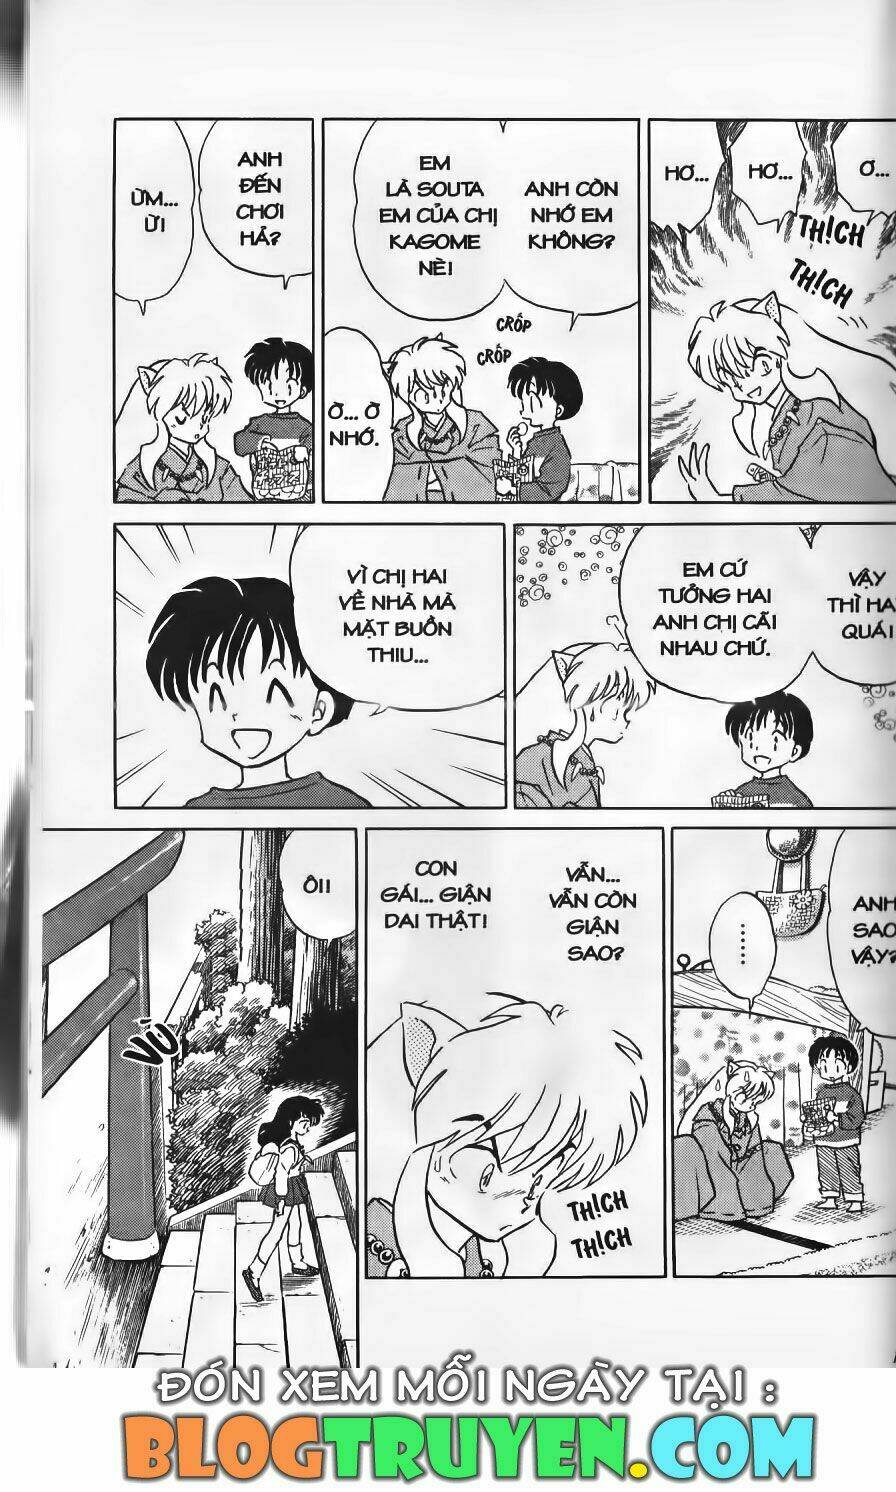 Ơ...
HƠ...
HƠ...
THỊCH
THỊCH
ANH CÒN
NHỚ EM
KHÔNG?
EM
LÀ SOUTA
EM CỦA CHỊ
KAGOME
NÈ!
CRỐP
CRỐP
Ờ... Ờ
NHỚ.
ANH
ĐẾN
CHƠI
HẢ?
ỪM...
Ừ!
VẬY
THÌ HAY
QUÁ!
EM CỨ
TƯỞNG HAI
ANH CHỊ CÃI
NHAU CHỨ.
VÌ CHỊ HAI
VỀ NHÀ MÀ
MẶT BUỒN
THIU...
ANH
SAO
VẬY?
........
VẪN...
VẪN CÒN
GIẬN
SAO?
CON
GÁI... GIẬN
DAI THẬT!
THỊCH
THỊCH
ÔI!
VÙ
ĐÓN XEM MỖI NGÀY TẠI :
BLOGTRUYEN.COM